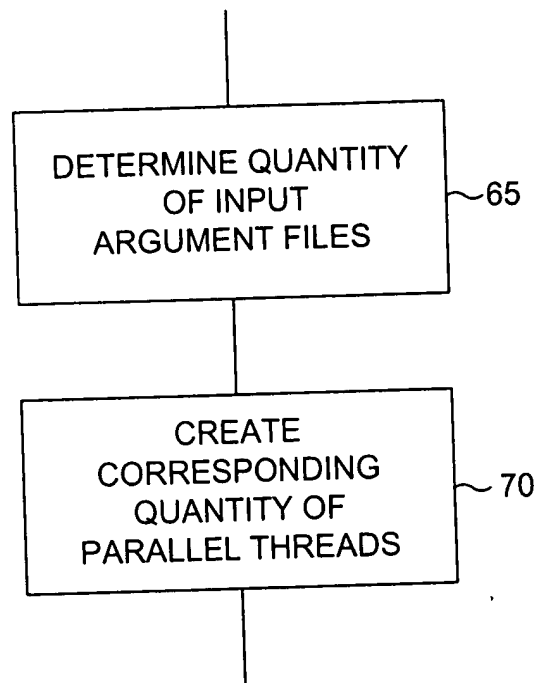 DETERMINE QUANTITY
OF INPUT
ARGUMENT FILES
65
CREATE
CORRESPONDING
QUANTITY OF
PARALLEL THREADS
70